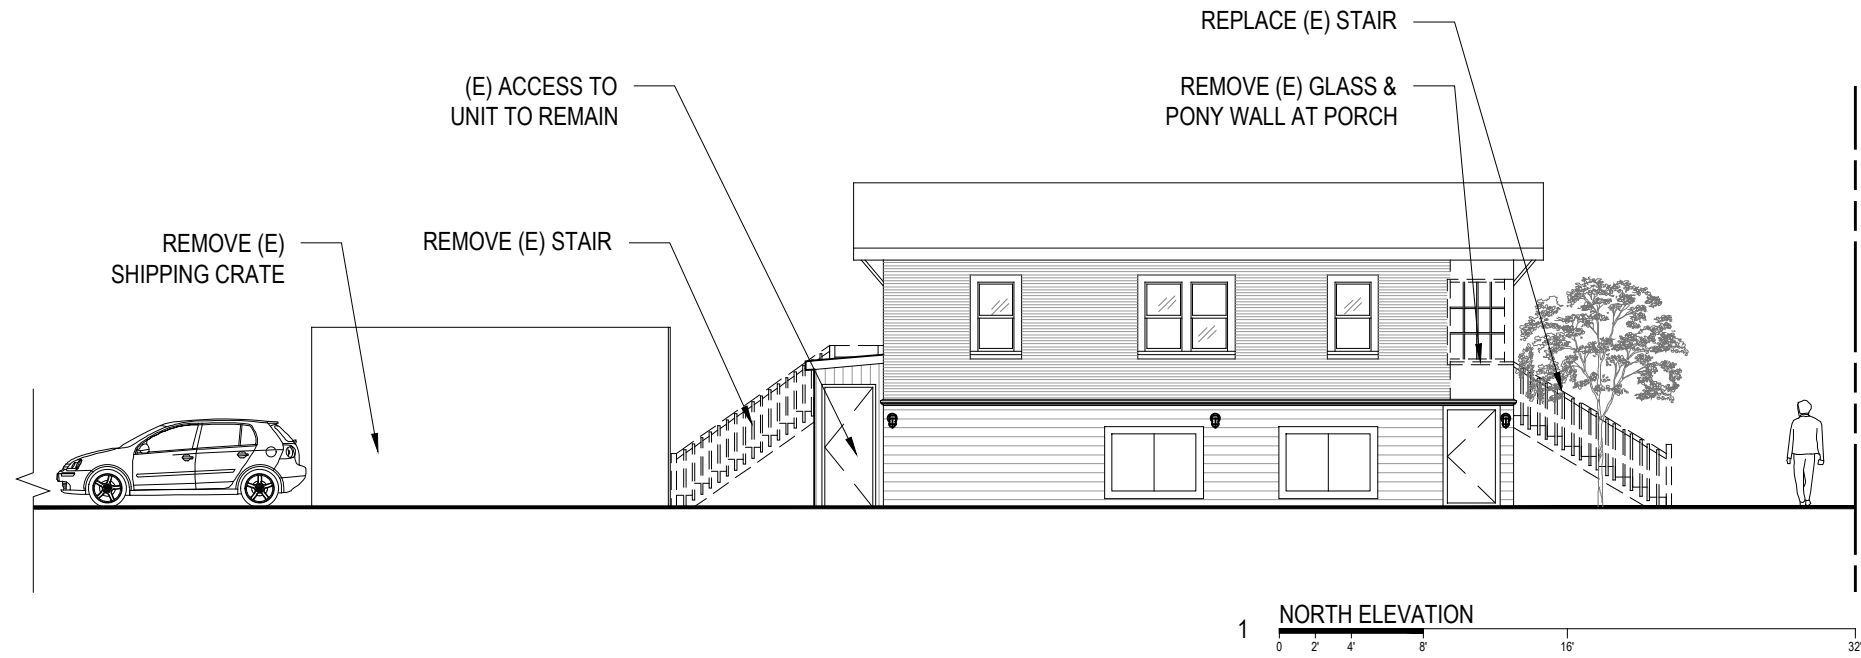 REPLACE (E) STAIR
(E) ACCESS TO
UNIT TO REMAIN
REMOVE (E) GLASS &
PONY WALL AT PORCH
REMOVE (E)
SHIPPING CRATE
REMOVE (E) STAIR
1 NORTH ELEVATION
0 2' 4' 8' 16' 32'